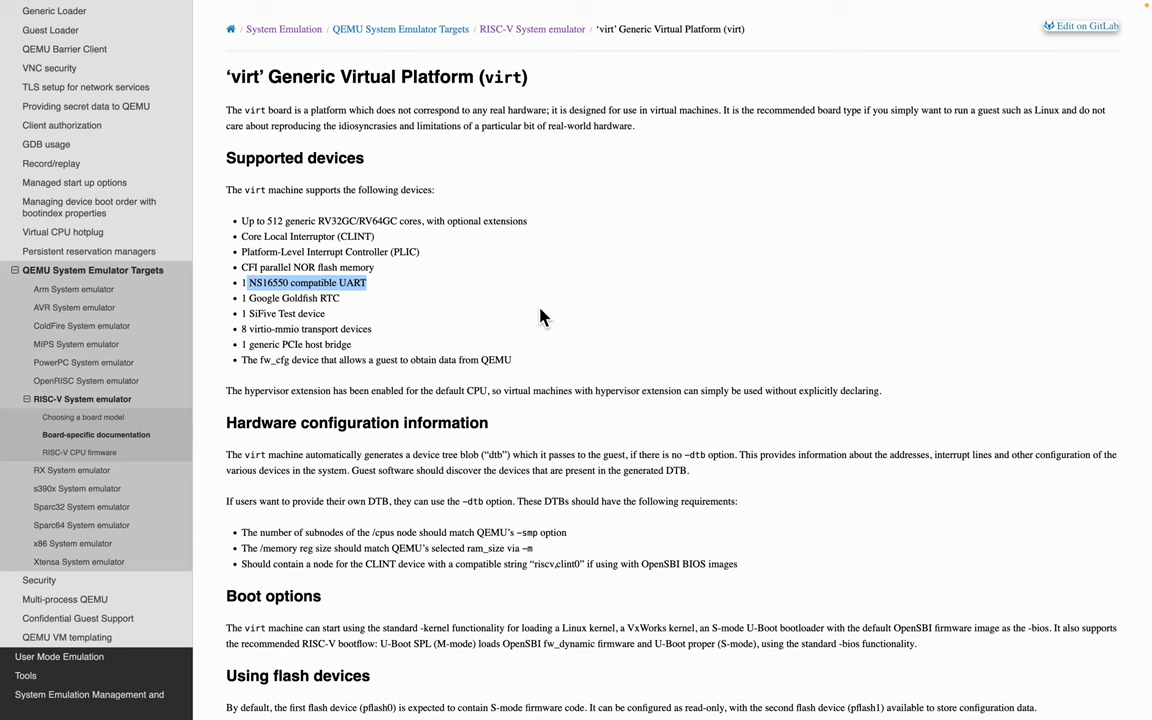 Generic Loader
Guest Loader
QEMU Barrier Client
VNC security
TLS setup for network services
Providing secret data to QEMU
Client authorization
GDB usage
Record/replay
Managed start up options
Managing device boot order with
bootindex properties
Virtual CPU hotplug
Persistent reservation managers
QEMU System Emulator Targets
Arm System emulator
AVR System emulator
ColdFire System emulator
MIPS System emulator
PowerPC System emulator
OpenRISC System emulator
RISC-V System emulator
Choosing a board model
Board-specific documentation
RISC-V CPU firmware
RX System emulator
s390x System emulator
Sparc32 System emulator
Sparc64 System emulator
x86 System emulator
Xtensa System emulator
Security
Multi-process QEMU
Confidential Guest Support
QEMU VM templating
User Mode Emulation
Tools
System Emulation Management and
/ System Emulation / QEMU System Emulator Targets / RISC-V System emulator / ‘virt’ Generic Virtual Platform (virt)
Edit on GitLab
‘virt’ Generic Virtual Platform (virt)
The virt board is a platform which does not correspond to any real hardware; it is designed for use in virtual machines. It is the recommended board type if you simply want to run a guest such as Linux and do not
care about reproducing the idiosyncrasies and limitations of a particular bit of real-world hardware.
Supported devices
The virt machine supports the following devices:
• Up to 512 generic RV32GC/RV64GC cores, with optional extensions
• Core Local Interruptor (CLINT)
• Platform-Level Interrupt Controller (PLIC)
• CFI parallel NOR flash memory
• 1 NS16550 compatible UART
• 1 Google Goldfish RTC
• 1 SiFive Test device
• 8 virtio-mmio transport devices
• 1 generic PCIe host bridge
• The fw_cfg device that allows a guest to obtain data from QEMU
The hypervisor extension has been enabled for the default CPU, so virtual machines with hypervisor extension can simply be used without explicitly declaring.
Hardware configuration information
The virt machine automatically generates a device tree blob (“dtb”) which it passes to the guest, if there is no -dtb option. This provides information about the addresses, interrupt lines and other configuration of the
various devices in the system. Guest software should discover the devices that are present in the generated DTB.
If users want to provide their own DTB, they can use the -dtb option. These DTBs should have the following requirements:
• The number of subnodes of the /cpus node should match QEMU’s -smp option
• The /memory reg size should match QEMU’s selected ram_size via -m
• Should contain a node for the CLINT device with a compatible string “riscv,clint0” if using with OpenSBI BIOS images
Boot options
The virt machine can start using the standard -kernel functionality for loading a Linux kernel, a VxWorks kernel, an S-mode U-Boot bootloader with the default OpenSBI firmware image as the -bios. It also supports
the recommended RISC-V bootflow: U-Boot SPL (M-mode) loads OpenSBI fw_dynamic firmware and U-Boot proper (S-mode), using the standard -bios functionality.
Using flash devices
By default, the first flash device (pflash0) is expected to contain S-mode firmware code. It can be configured as read-only, with the second flash device (pflash1) available to store configuration data.